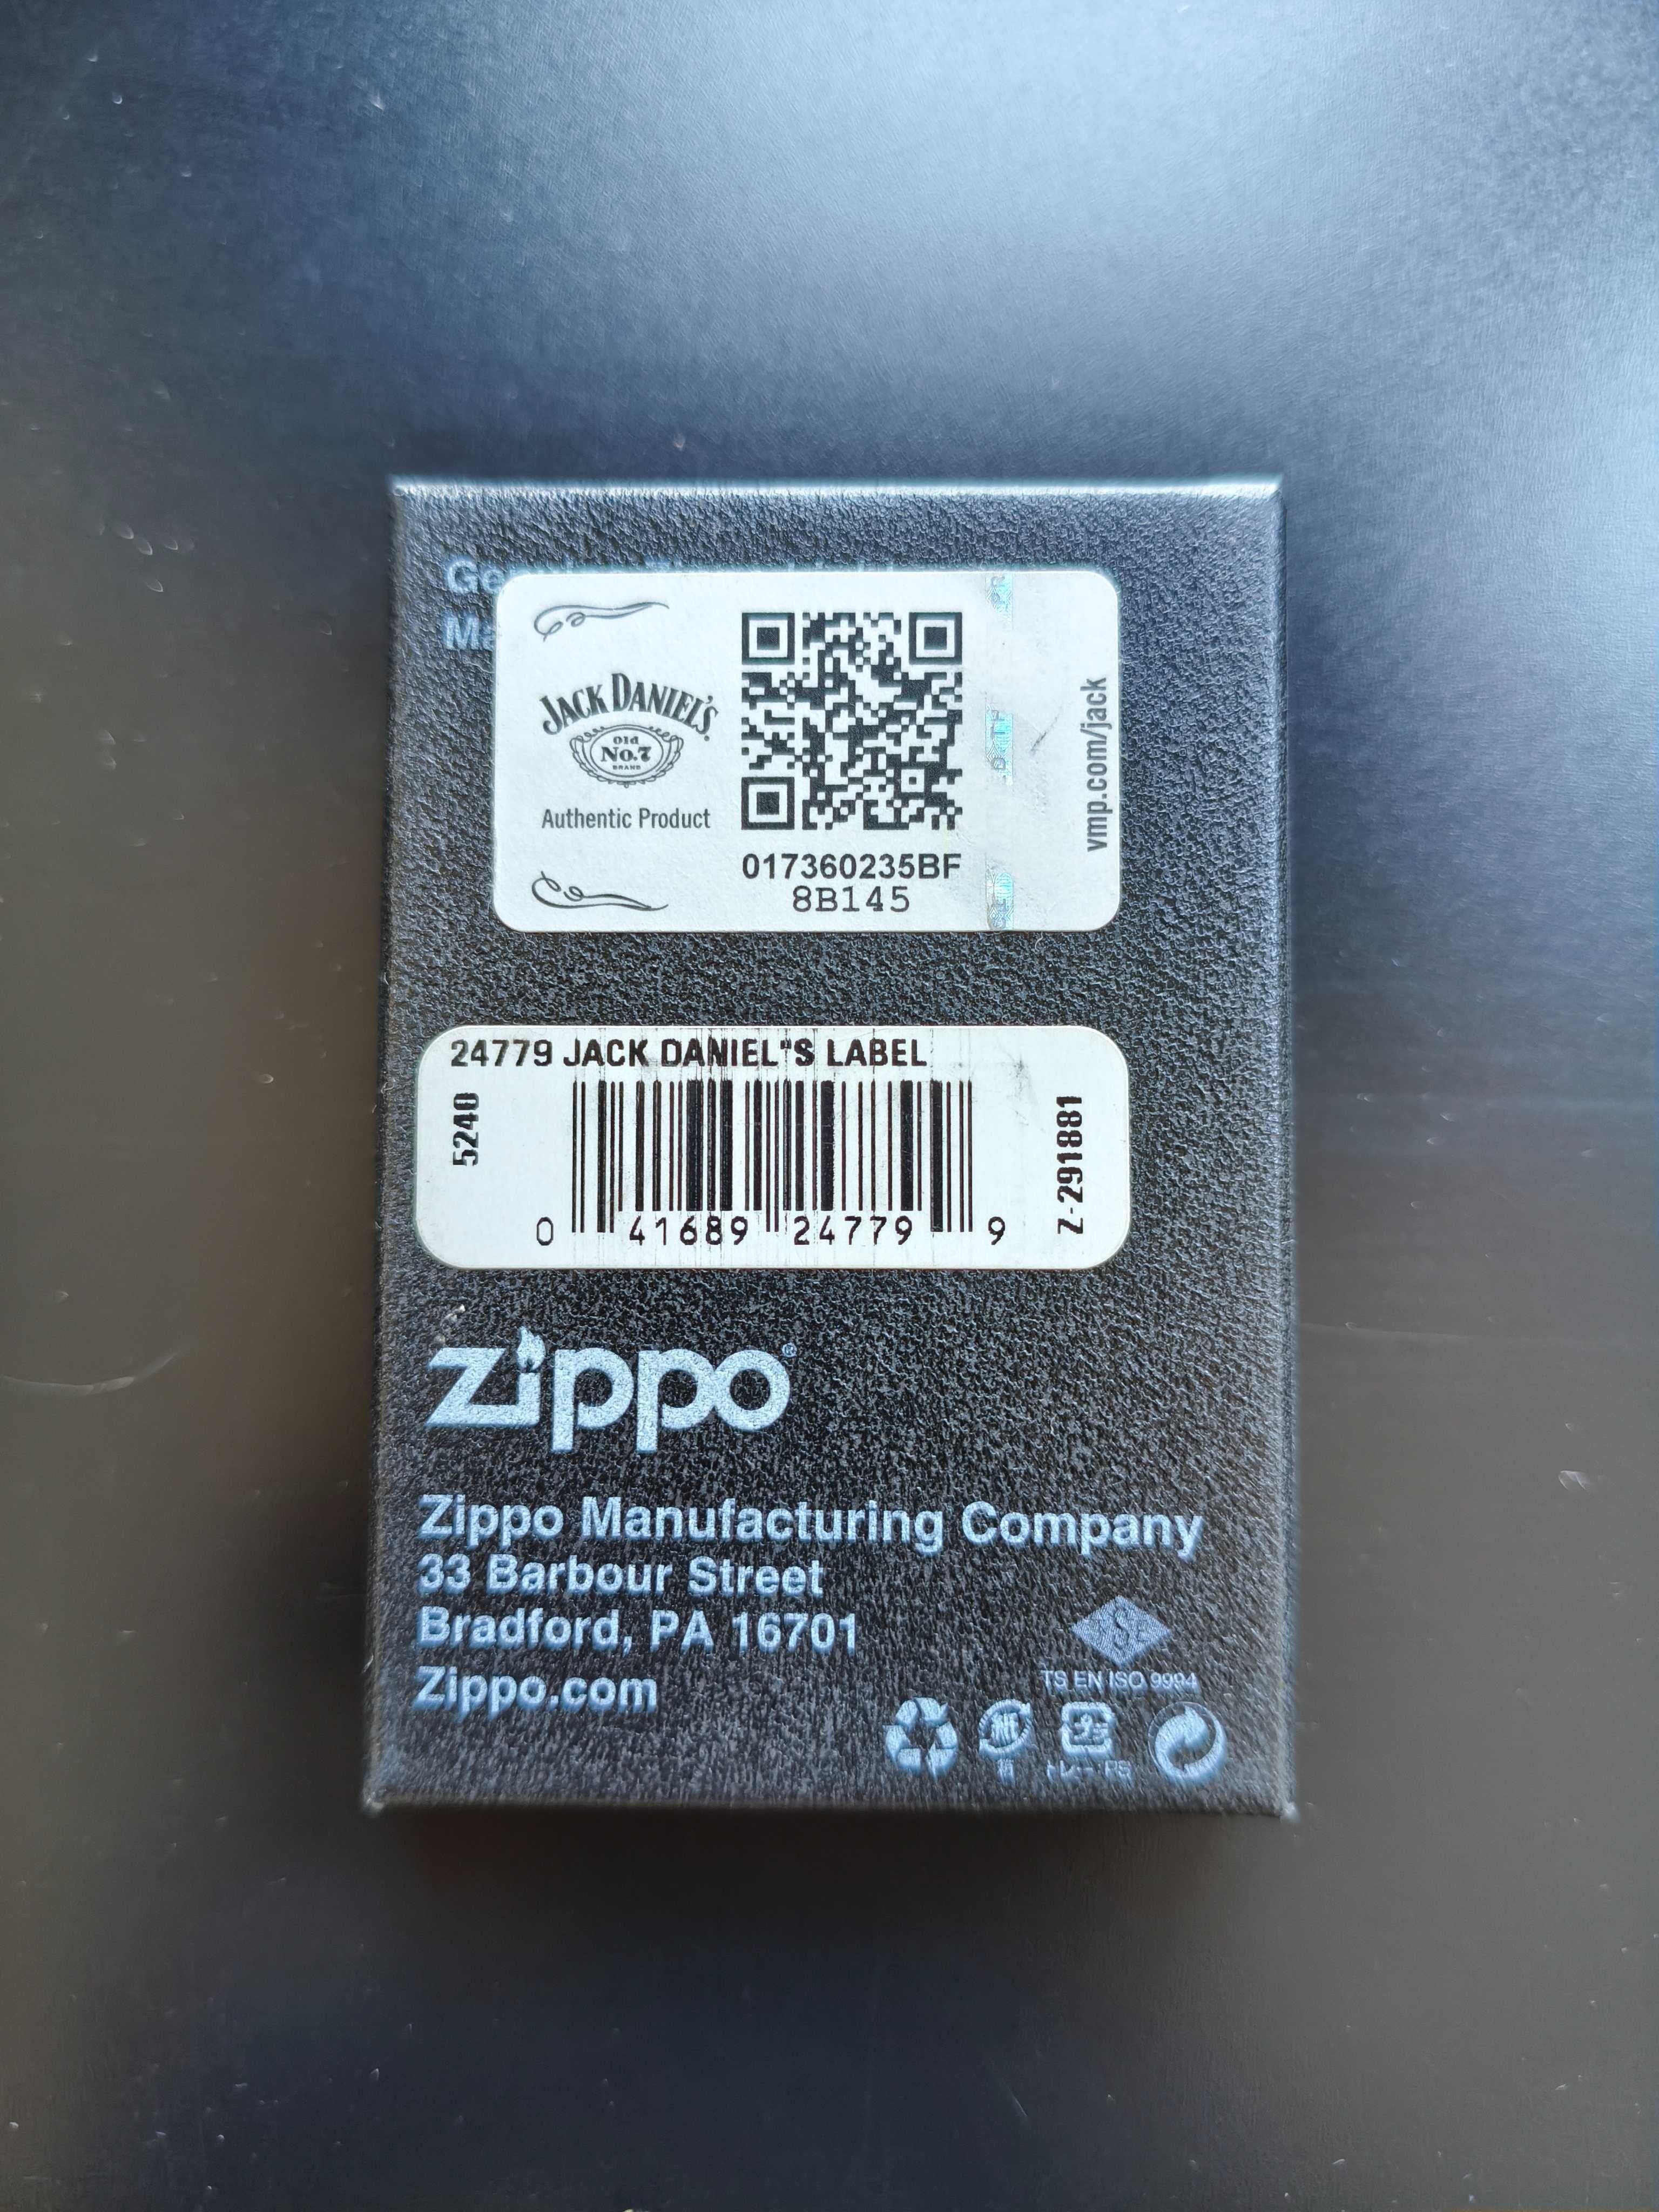 Ge
Ma
JACK DANIEL'S
Old
No.7
BRAND
Authentic Product
017360235BF
8B145
vmp.com/jack
24779 JACK DANIEL"S LABEL
5240
0 41689 24779 9
Z-291881
zippo®
Zippo Manufacturing Company
33 Barbour Street
Bradford, PA 16701
Zippo.com
TS EN ISO 9994